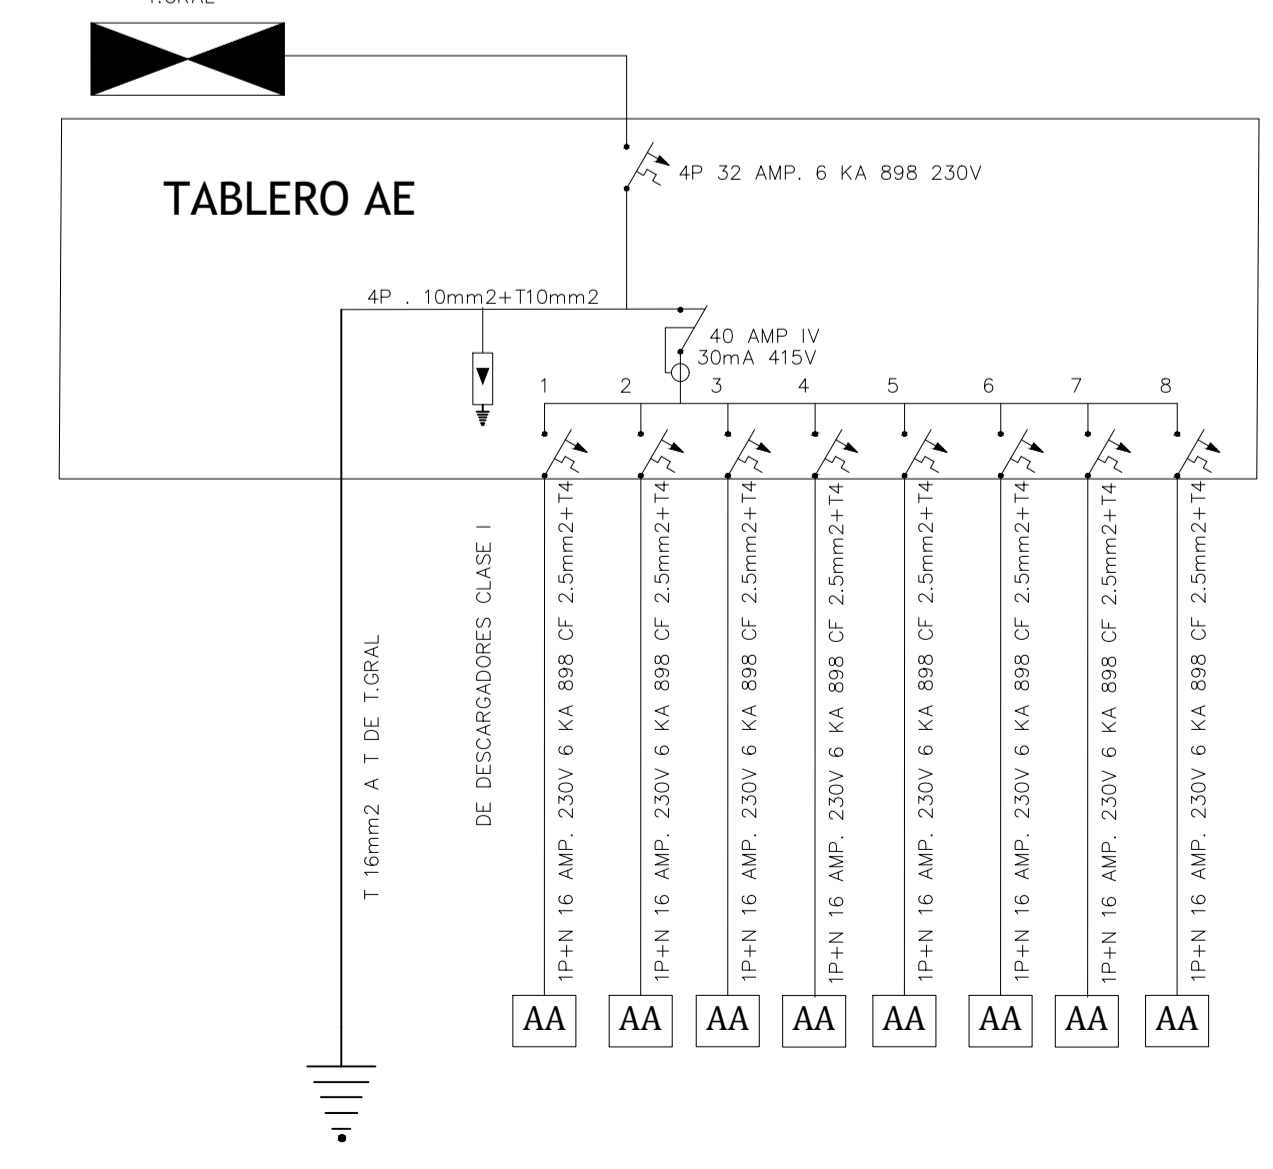 T.GRAL
TABLERO AE
4P 32 AMP. 6 KA 898 230V
4P . 10mm2+T10mm2
40 AMP IV
30mA 415V
1 2 3 4 5 6 7 8
T 16mm2 A T DE T.GRAL
DE DESCARGADORES CLASE I
1P+N 16 AMP. 230V 6 KA 898 CF 2.5mm2+T4
1P+N 16 AMP. 230V 6 KA 898 CF 2.5mm2+T4
1P+N 16 AMP. 230V 6 KA 898 CF 2.5mm2+T4
1P+N 16 AMP. 230V 6 KA 898 CF 2.5mm2+T4
1P+N 16 AMP. 230V 6 KA 898 CF 2.5mm2+T4
1P+N 16 AMP. 230V 6 KA 898 CF 2.5mm2+T4
1P+N 16 AMP. 230V 6 KA 898 CF 2.5mm2+T4
1P+N 16 AMP. 230V 6 KA 898 CF 2.5mm2+T4
AA AA AA AA AA AA AA AA